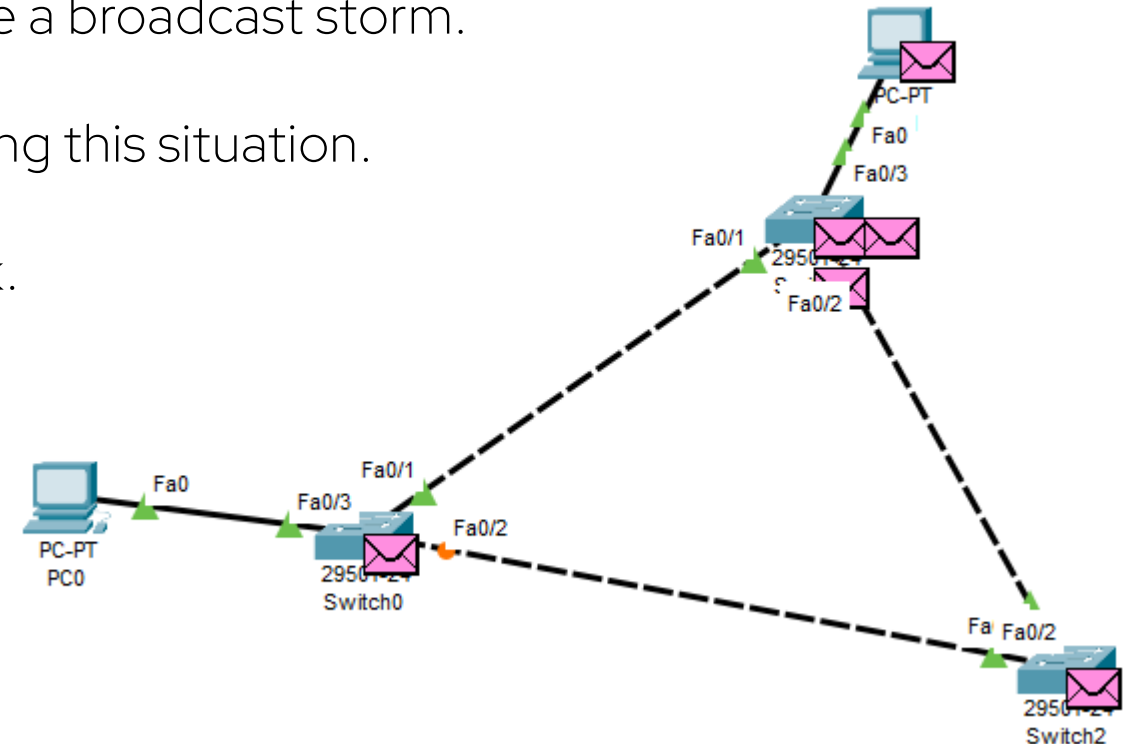 e a broadcast storm.
ng this situation.
k.
PC-PT
Fa0
Fa0/3
Fa0/1
Fa0/2
Fa0/1
Fa0
Fa0/3
Fa0/2
PC-PT
PC0
Switch0
Fa
Fa0/2
Switch2